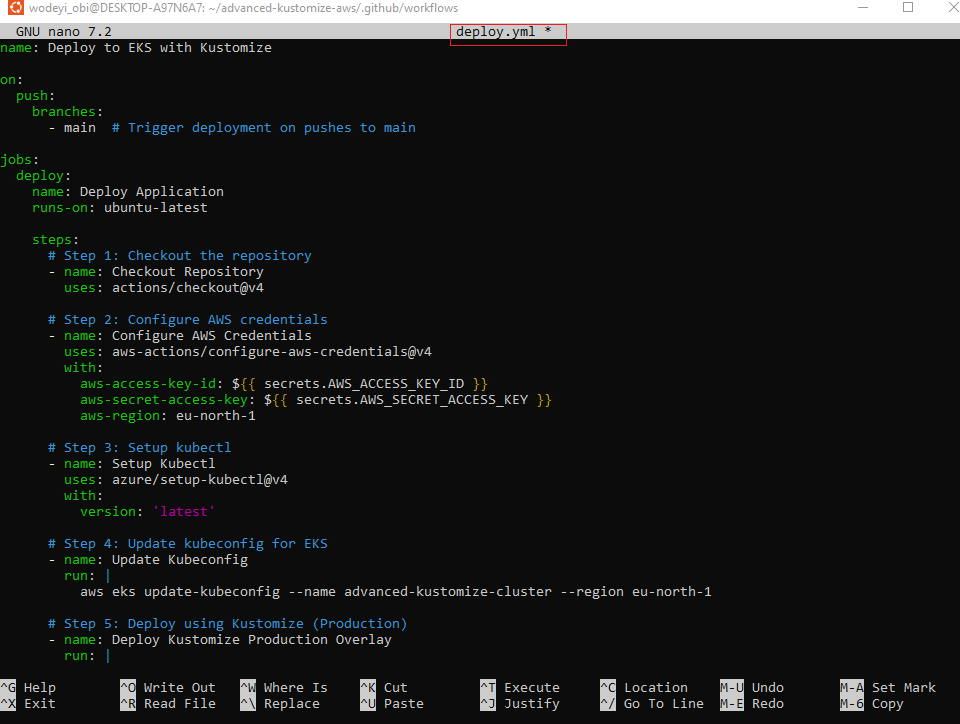 wodeyi_obi@DESKTOP-A97N6A7: ~/advanced-kustomize-aws/.github/workflows
GNU nano 7.2 deploy.yml *
name: Deploy to EKS with Kustomize
on:
  push:
    branches:
      - main  # Trigger deployment on pushes to main
jobs:
  deploy:
    name: Deploy Application
    runs-on: ubuntu-latest
    steps:
      # Step 1: Checkout the repository
      - name: Checkout Repository
        uses: actions/checkout@v4
      # Step 2: Configure AWS credentials
      - name: Configure AWS Credentials
        uses: aws-actions/configure-aws-credentials@v4
        with:
          aws-access-key-id: ${{ secrets.AWS_ACCESS_KEY_ID }}
          aws-secret-access-key: ${{ secrets.AWS_SECRET_ACCESS_KEY }}
          aws-region: eu-north-1
      # Step 3: Setup kubectl
      - name: Setup Kubectl
        uses: azure/setup-kubectl@v4
        with:
          version: 'latest'
      # Step 4: Update kubeconfig for EKS
      - name: Update Kubeconfig
        run: |
          aws eks update-kubeconfig --name advanced-kustomize-cluster --region eu-north-1
      # Step 5: Deploy using Kustomize (Production)
      - name: Deploy Kustomize Production Overlay
        run: |
^G Help ^O Write Out ^W Where Is ^K Cut ^T Execute ^C Location M-U Undo M-A Set Mark
^X Exit ^R Read File ^\ Replace ^U Paste ^J Justify ^/ Go To Line M-E Redo M-6 Copy